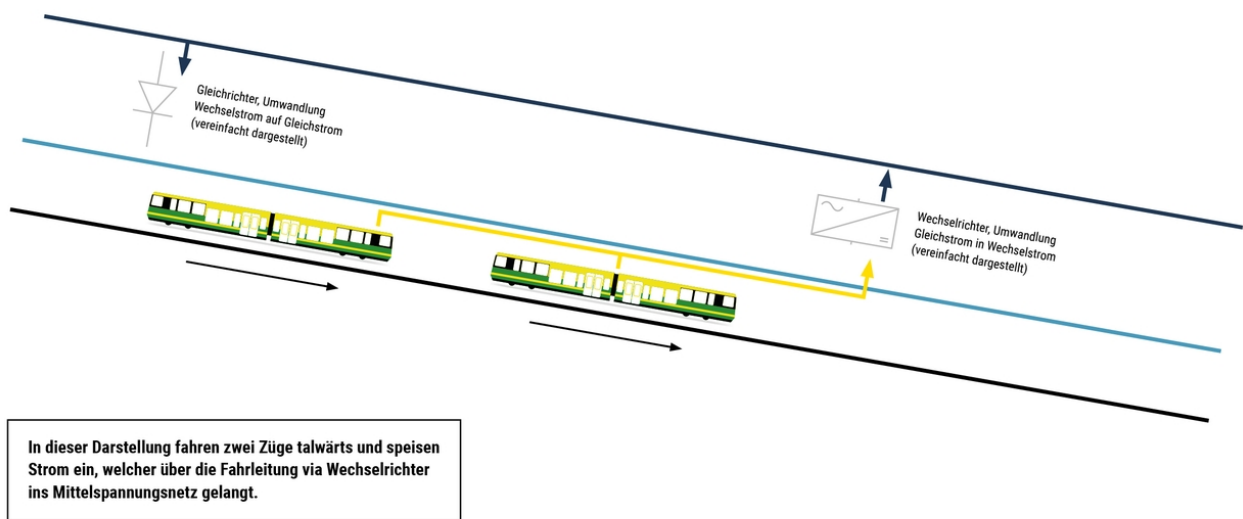 Gleichrichter, Umwandlung
Wechselstrom auf Gleichstrom
(vereinfacht dargestellt)
Wechselrichter, Umwandlung
Gleichstrom in Wechselstrom
(vereinfacht dargestellt)
In dieser Darstellung fahren zwei Züge talwärts und speisen
Strom ein, welcher über die Fahrleitung via Wechselrichter
ins Mittelspannungsnetz gelangt.